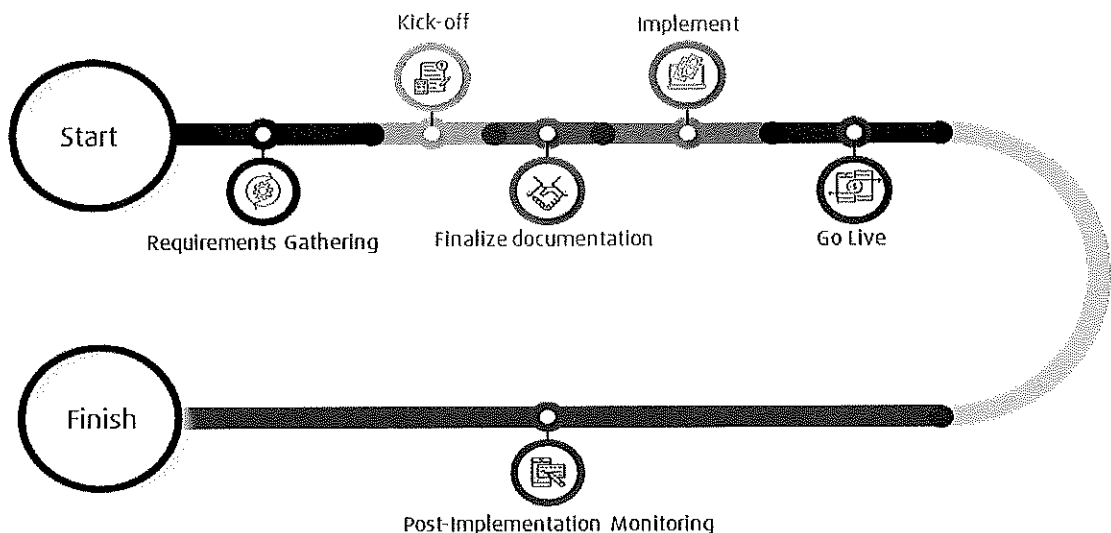 Kick-off
Implement
Start
Requirements Gathering
Finalize documentation
Go Live
Finish
Post-Implementation Monitoring